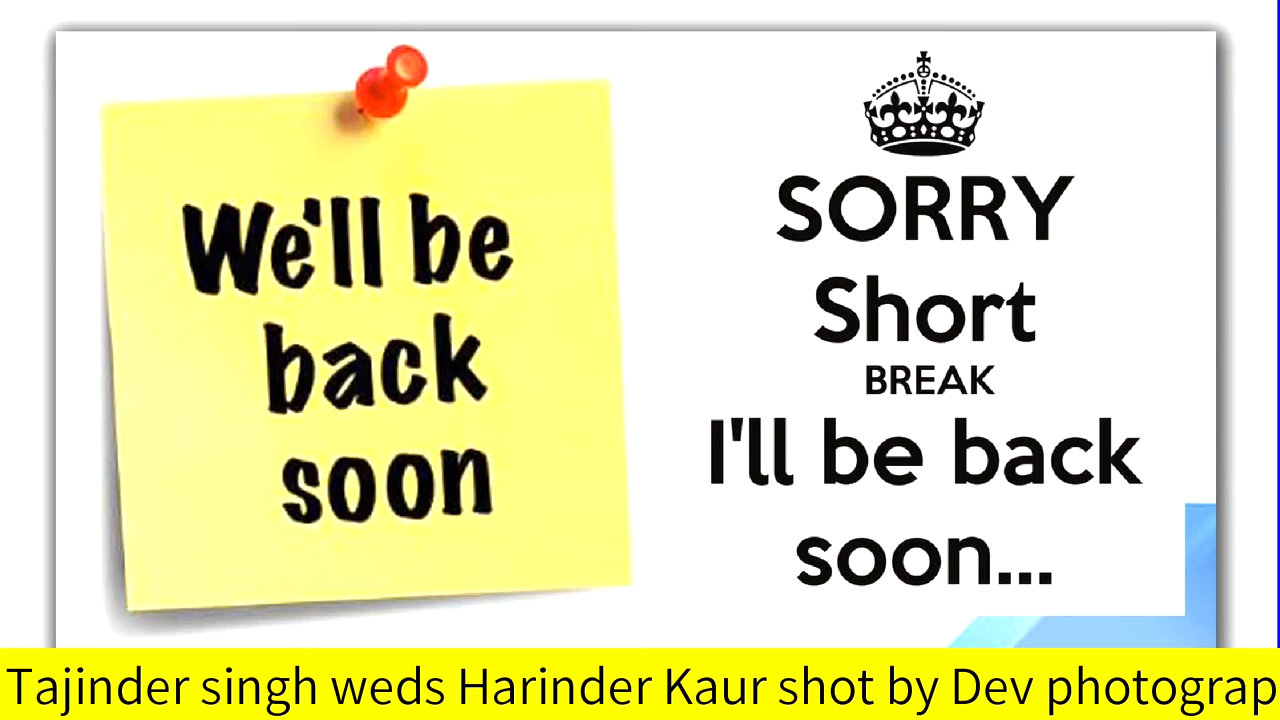 We'll be
back
soon
SORRY
Short
BREAK
I'll be back
soon...
Tajinder singh weds Harinder Kaur shot by Dev photograp